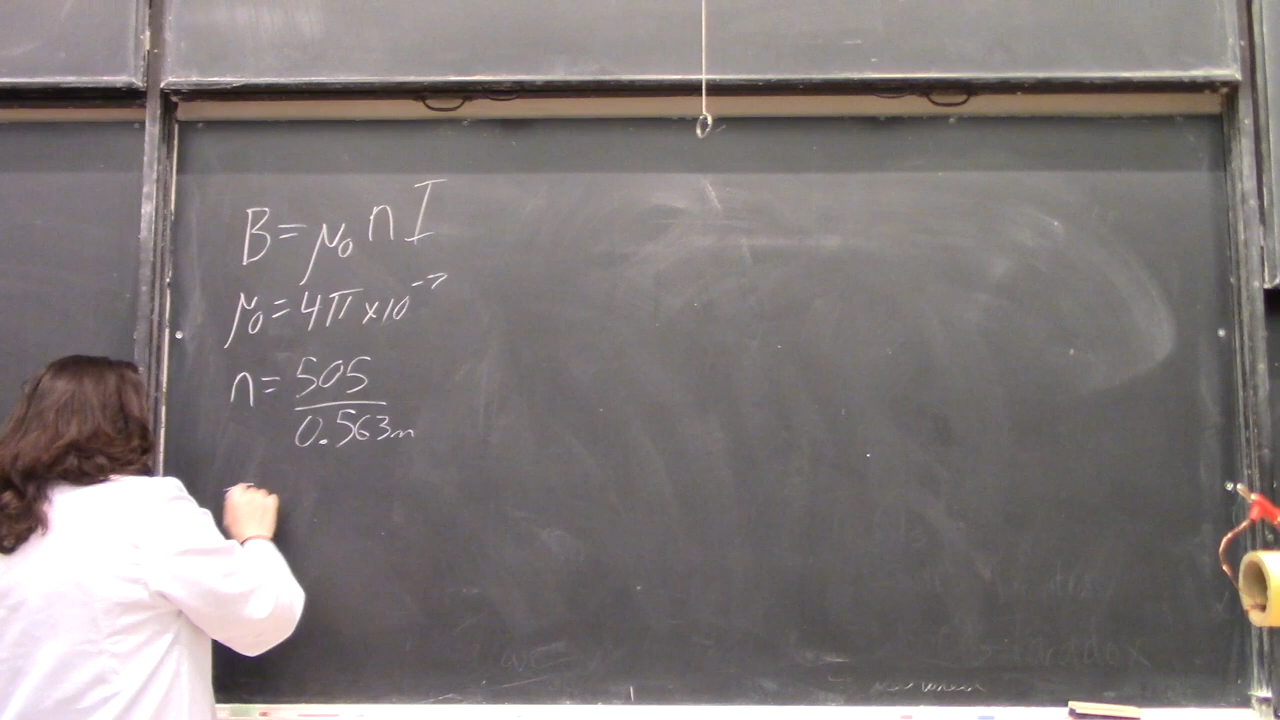 B = μ₀ n I
μ₀ = 4π × 10⁻⁷
n = 505
0.563m